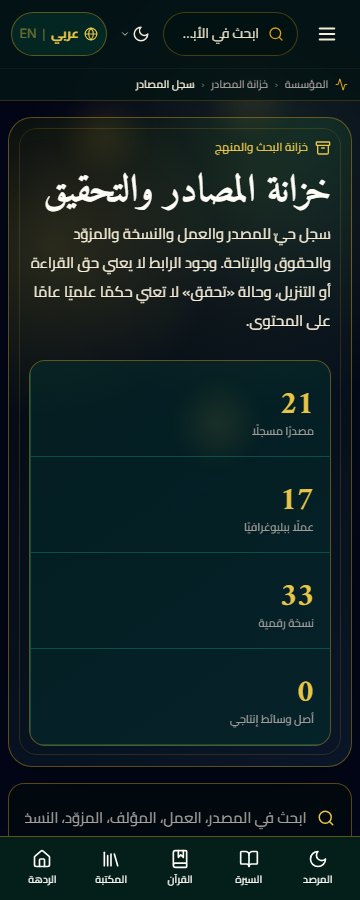 ابحث في الأب...
عربي | EN
المؤسسة ‹ خزانة المصادر ‹ سجل المصادر
خزانة البحث والمنهج
خزانة المصادر والتحقيق
سجل حيّ للمصدر والعمل والنسخة والمزوّد
والحقوق والإتاحة. وجود الرابط لا يعني حق القراءة
أو التنزيل، وحالة «تحقق» لا تعني حكمًا علميًا عامًا
على المحتوى.
21
مصدرًا مسجلًا
17
عملًا ببليوغرافيًا
33
نسخة رقمية
0
أصل وسائط إنتاجي
ابحث في المصدر، العمل، المؤلف، المزوّد، النسخ
المرصد
السيرة
القرآن
المكتبة
الردهة